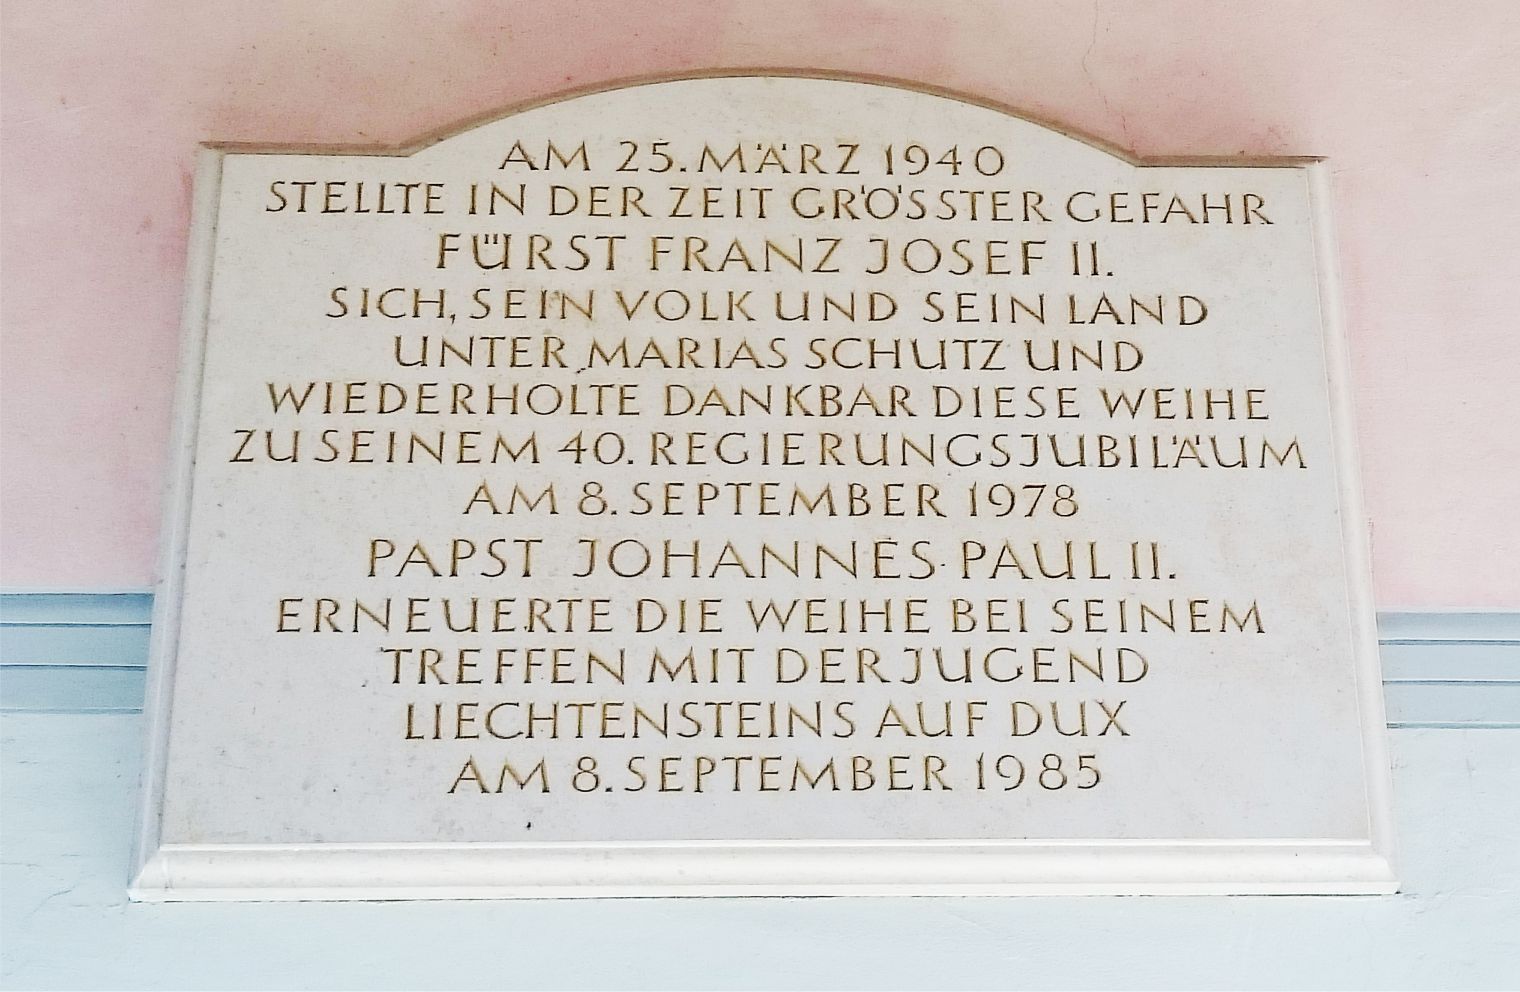 AM 25. MÄRZ 1940
STELLTE IN DER ZEIT GRÖSSTER GEFAHR
FÜRST FRANZ JOSEF II.
SICH, SEIN VOLK UND SEIN LAND
UNTER MARIAS SCHUTZ UND
WIEDERHOLTE DANKBAR DIESE WEIHE
ZU SEINEM 40. REGIERUNGSJUBILÄUM
AM 8. SEPTEMBER 1978
PAPST JOHANNES PAUL II.
ERNEUERTE DIE WEIHE BEI SEINEM
TREFFEN MIT DER JUGEND
LIECHTENSTEINS AUF DUX
AM 8. SEPTEMBER 1985